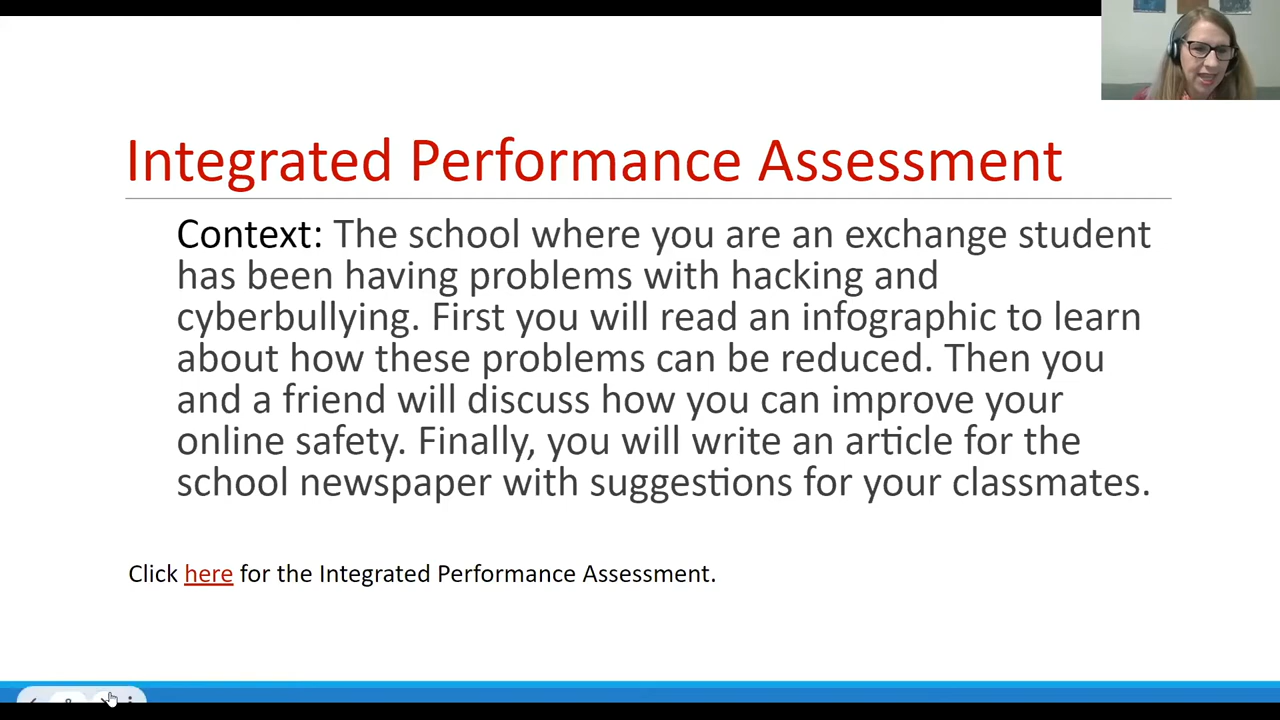 Integrated Performance Assessment
Context: The school where you are an exchange student
has been having problems with hacking and
cyberbullying. First you will read an infographic to learn
about how these problems can be reduced. Then you
and a friend will discuss how you can improve your
online safety. Finally, you will write an article for the
school newspaper with suggestions for your classmates.
Click here for the Integrated Performance Assessment.